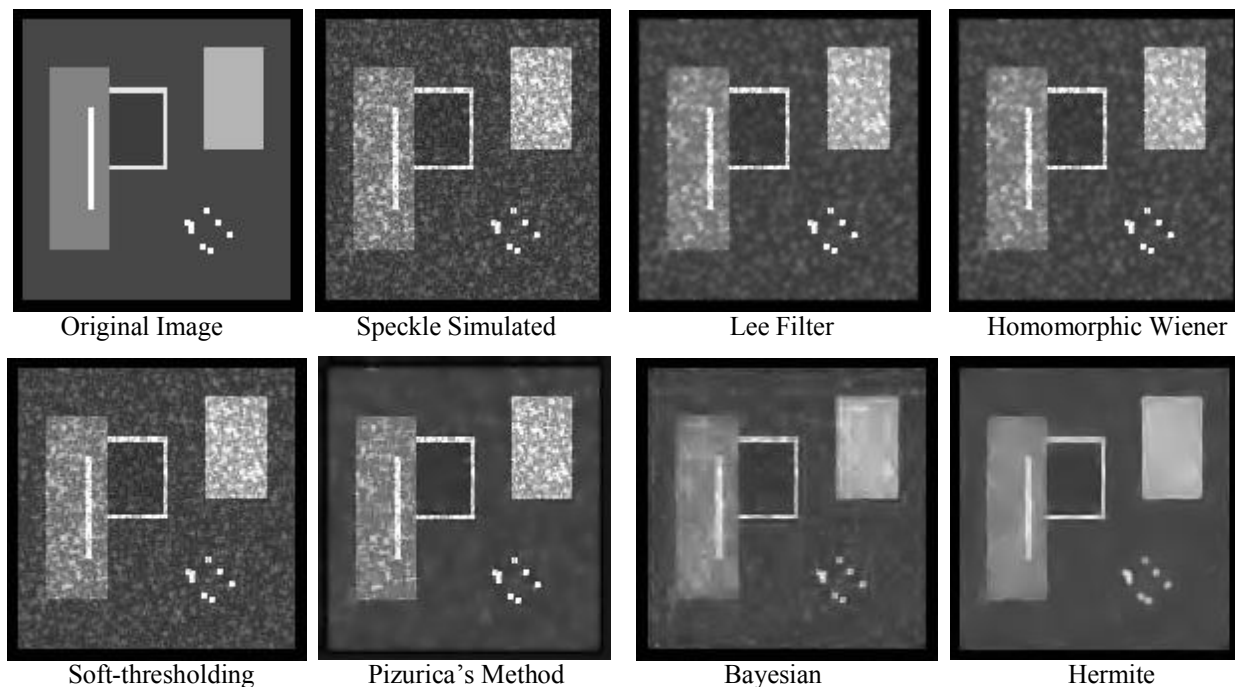 Original Image
Speckle Simulated
Lee Filter
Homomorphic Wiener
Soft-thresholding
Pizurica’s Method
Bayesian
Hermite